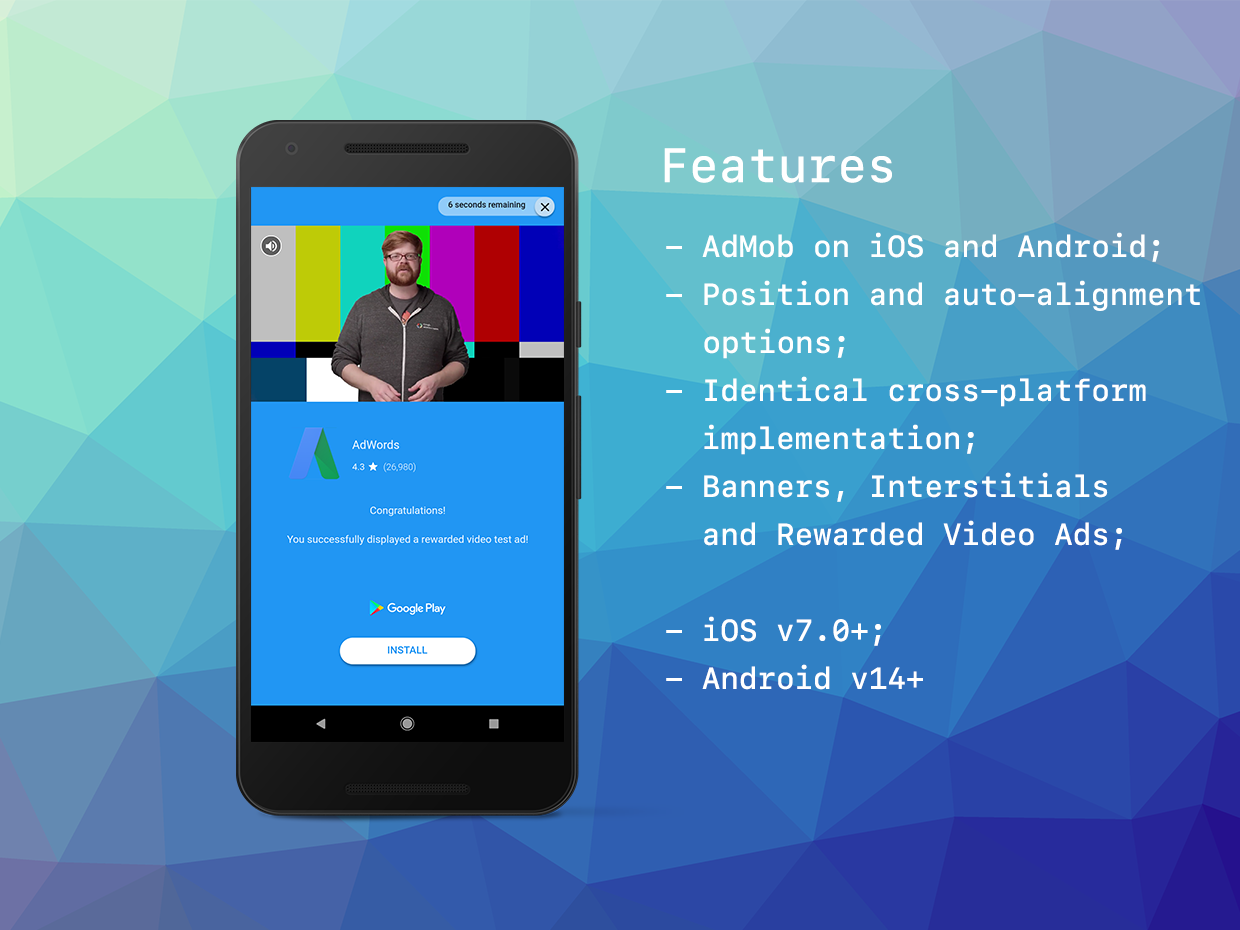 6 seconds remaining
AdWords
4.3 ★ (26,980)
Congratulations!
You successfully displayed a rewarded video test ad!
Google Play
INSTALL
Features
– AdMob on iOS and Android;
– Position and auto–alignment
options;
– Identical cross–platform
implementation;
– Banners, Interstitials
and Rewarded Video Ads;
– iOS v7.0+;
– Android v14+